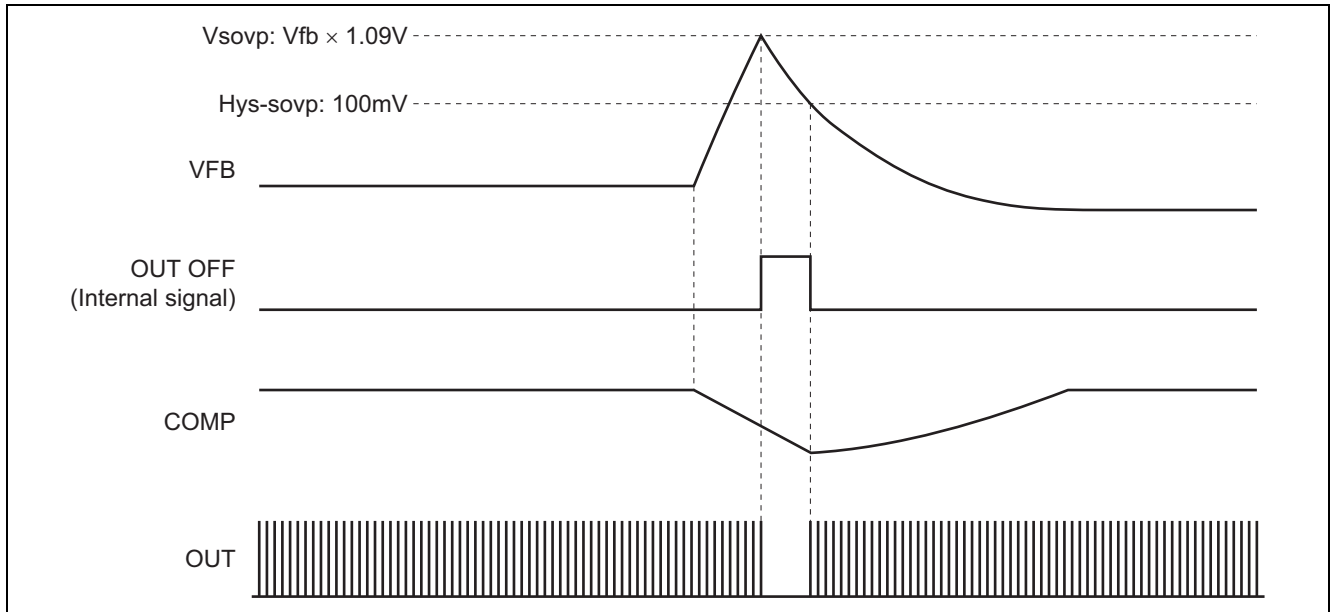 Vsovp: Vfb × 1.09V
Hys-sovp: 100mV
VFB
OUT OFF
(Internal signal)
COMP
OUT